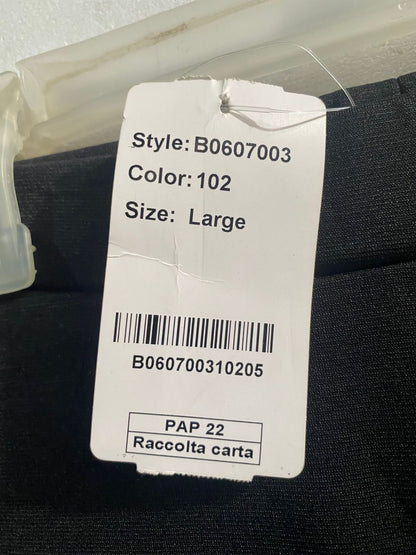 Style: B0607003
Color: 102
Size: Large
B060700310205
PAP 22
Raccolta carta